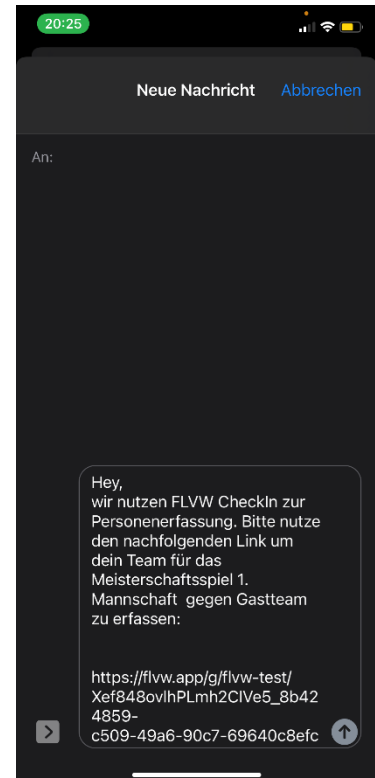 20:25
Neue Nachricht
Abbrechen
An:
Hey,
wir nutzen FLVW CheckIn zur
Personenerfassung. Bitte nutze
den nachfolgenden Link um
dein Team für das
Meisterschaftsspiel 1.
Mannschaft  gegen Gastteam
zu erfassen:
https://flvw.app/g/flvw-test/
Xef848ovlhPLmh2ClVe5_8b42
4859-
c509-49a6-90c7-69640c8efc